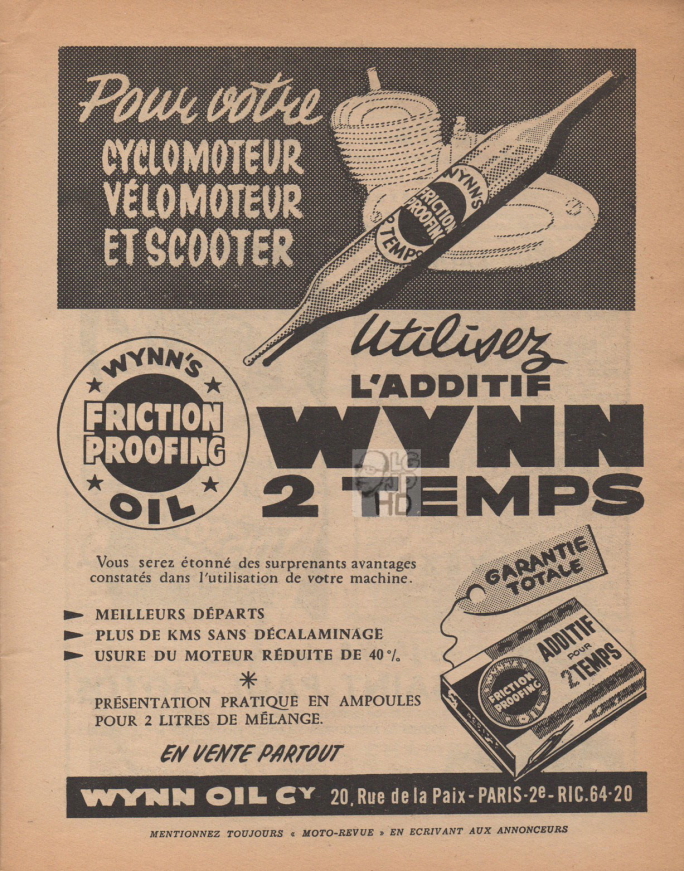 Pour votre
CYCLOMOTEUR
VÉLOMOTEUR
ET SCOOTER
WYNN'S
FRICTION
PROOFING
2 TEMPS
Utilisez
L'ADDITIF
WYNN
2 TEMPS
WYNN'S
FRICTION
PROOFING
OIL
HD
Vous serez étonné des surprenants avantages
constatés dans l'utilisation de votre machine.
MEILLEURS DÉPARTS
PLUS DE KMS SANS DÉCALAMINAGE
USURE DU MOTEUR RÉDUITE DE 40 %
PRÉSENTATION PRATIQUE EN AMPOULES
POUR 2 LITRES DE MÉLANGE.
EN VENTE PARTOUT
GARANTIE
TOTALE
ADDITIF
POUR
2 TEMPS
WYNN'S
FRICTION
PROOFING
OIL
WYNN OIL CY 20, Rue de la Paix - PARIS-2e - RIC.64-20
MENTIONNEZ TOUJOURS « MOTO-REVUE » EN ECRIVANT AUX ANNONCEURS